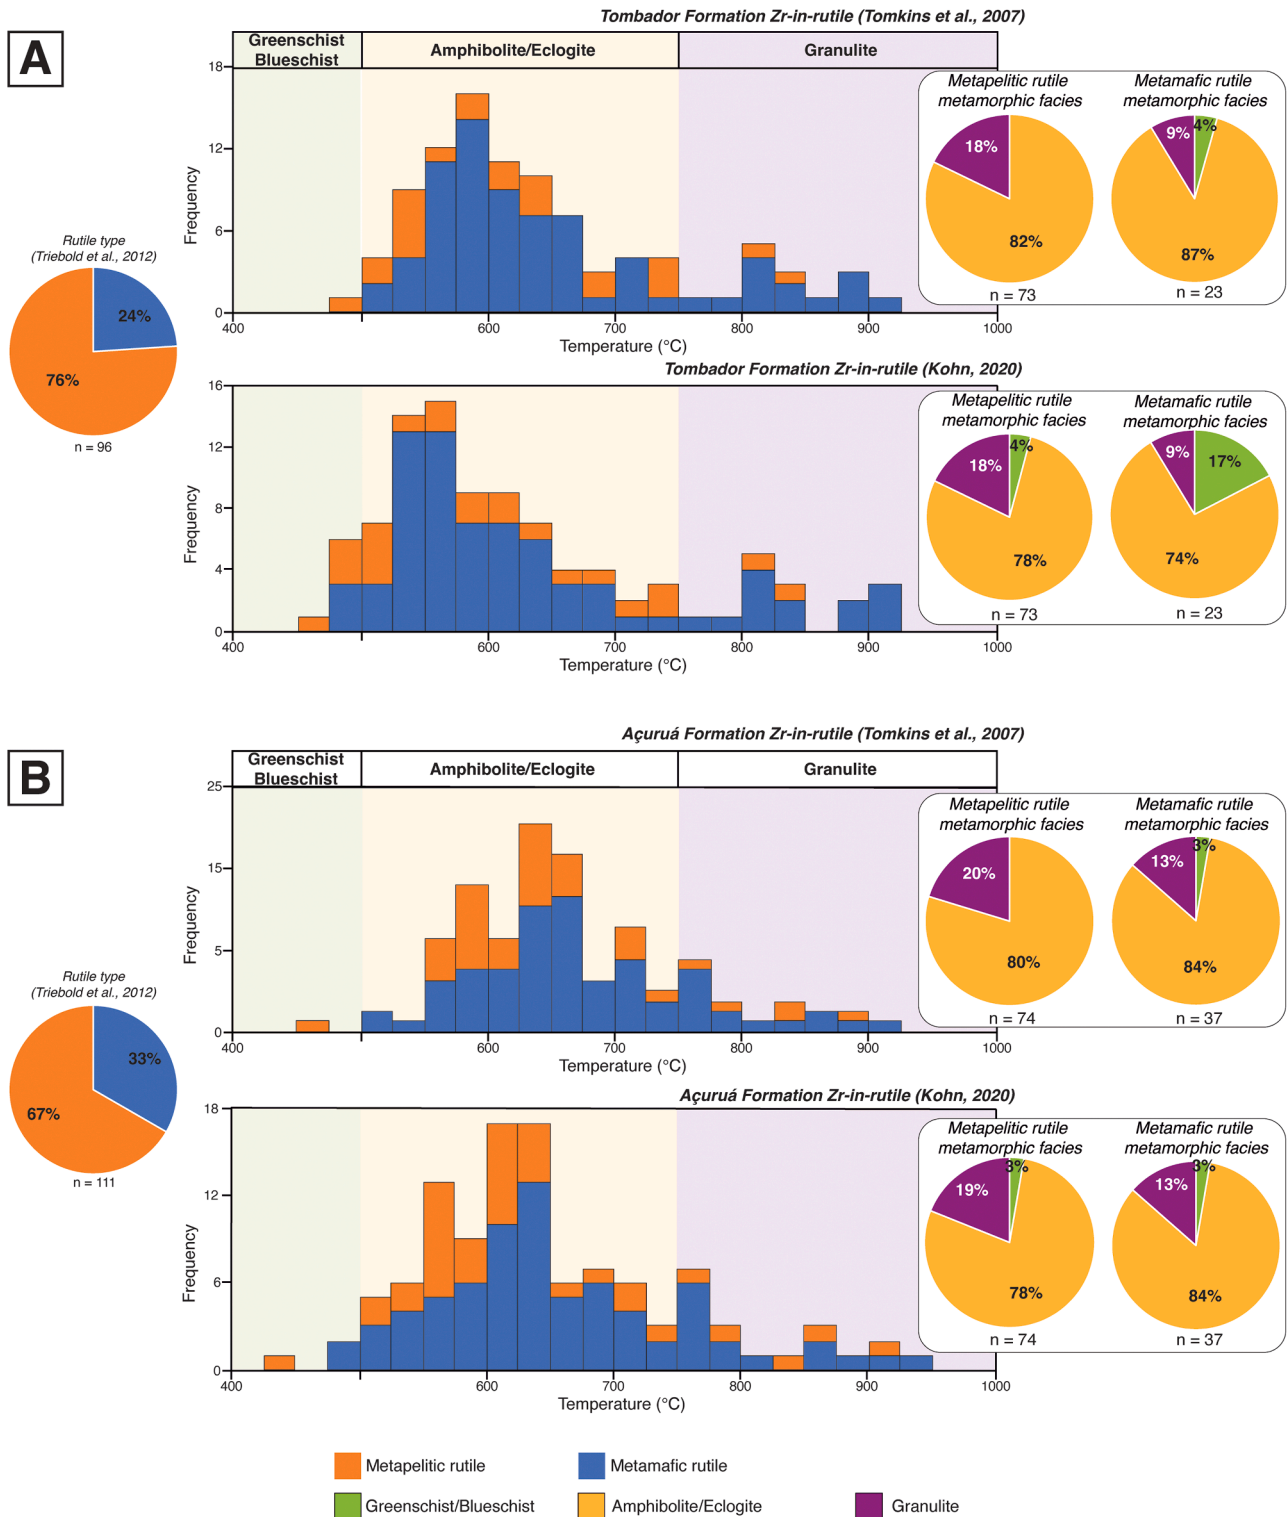 A
Tombador Formation Zr-in-rutile (Tomkins et al., 2007)
Greenschist
Blueschist
Amphibolite/Eclogite
Granulite
18
12
6
0
Frequency
400
600
700
800
900
1000
Temperature (°C)
Metapelitic rutile
metamorphic facies
18%
82%
n = 73
Metamafic rutile
metamorphic facies
9%
4%
87%
n = 23
Rutile type
(Triebold et al., 2012)
24%
76%
n = 96
Tombador Formation Zr-in-rutile (Kohn, 2020)
16
12
8
4
0
Frequency
400
600
700
800
900
1000
Temperature (°C)
Metapelitic rutile
metamorphic facies
18%
4%
78%
n = 73
Metamafic rutile
metamorphic facies
9%
17%
74%
n = 23
B
Açuruá Formation Zr-in-rutile (Tomkins et al., 2007)
Greenschist
Blueschist
Amphibolite/Eclogite
Granulite
25
15
5
0
Frequency
400
600
700
800
900
1000
Temperature (°C)
Metapelitic rutile
metamorphic facies
20%
80%
n = 74
Metamafic rutile
metamorphic facies
13%
3%
84%
n = 37
Rutile type
(Triebold et al., 2012)
33%
67%
n = 111
Açuruá Formation Zr-in-rutile (Kohn, 2020)
18
12
6
0
Frequency
400
600
700
800
900
1000
Temperature (°C)
Metapelitic rutile
metamorphic facies
19%
3%
78%
n = 74
Metamafic rutile
metamorphic facies
13%
3%
84%
n = 37
Metapelitic rutile
Metamafic rutile
Greenschist/Blueschist
Amphibolite/Eclogite
Granulite